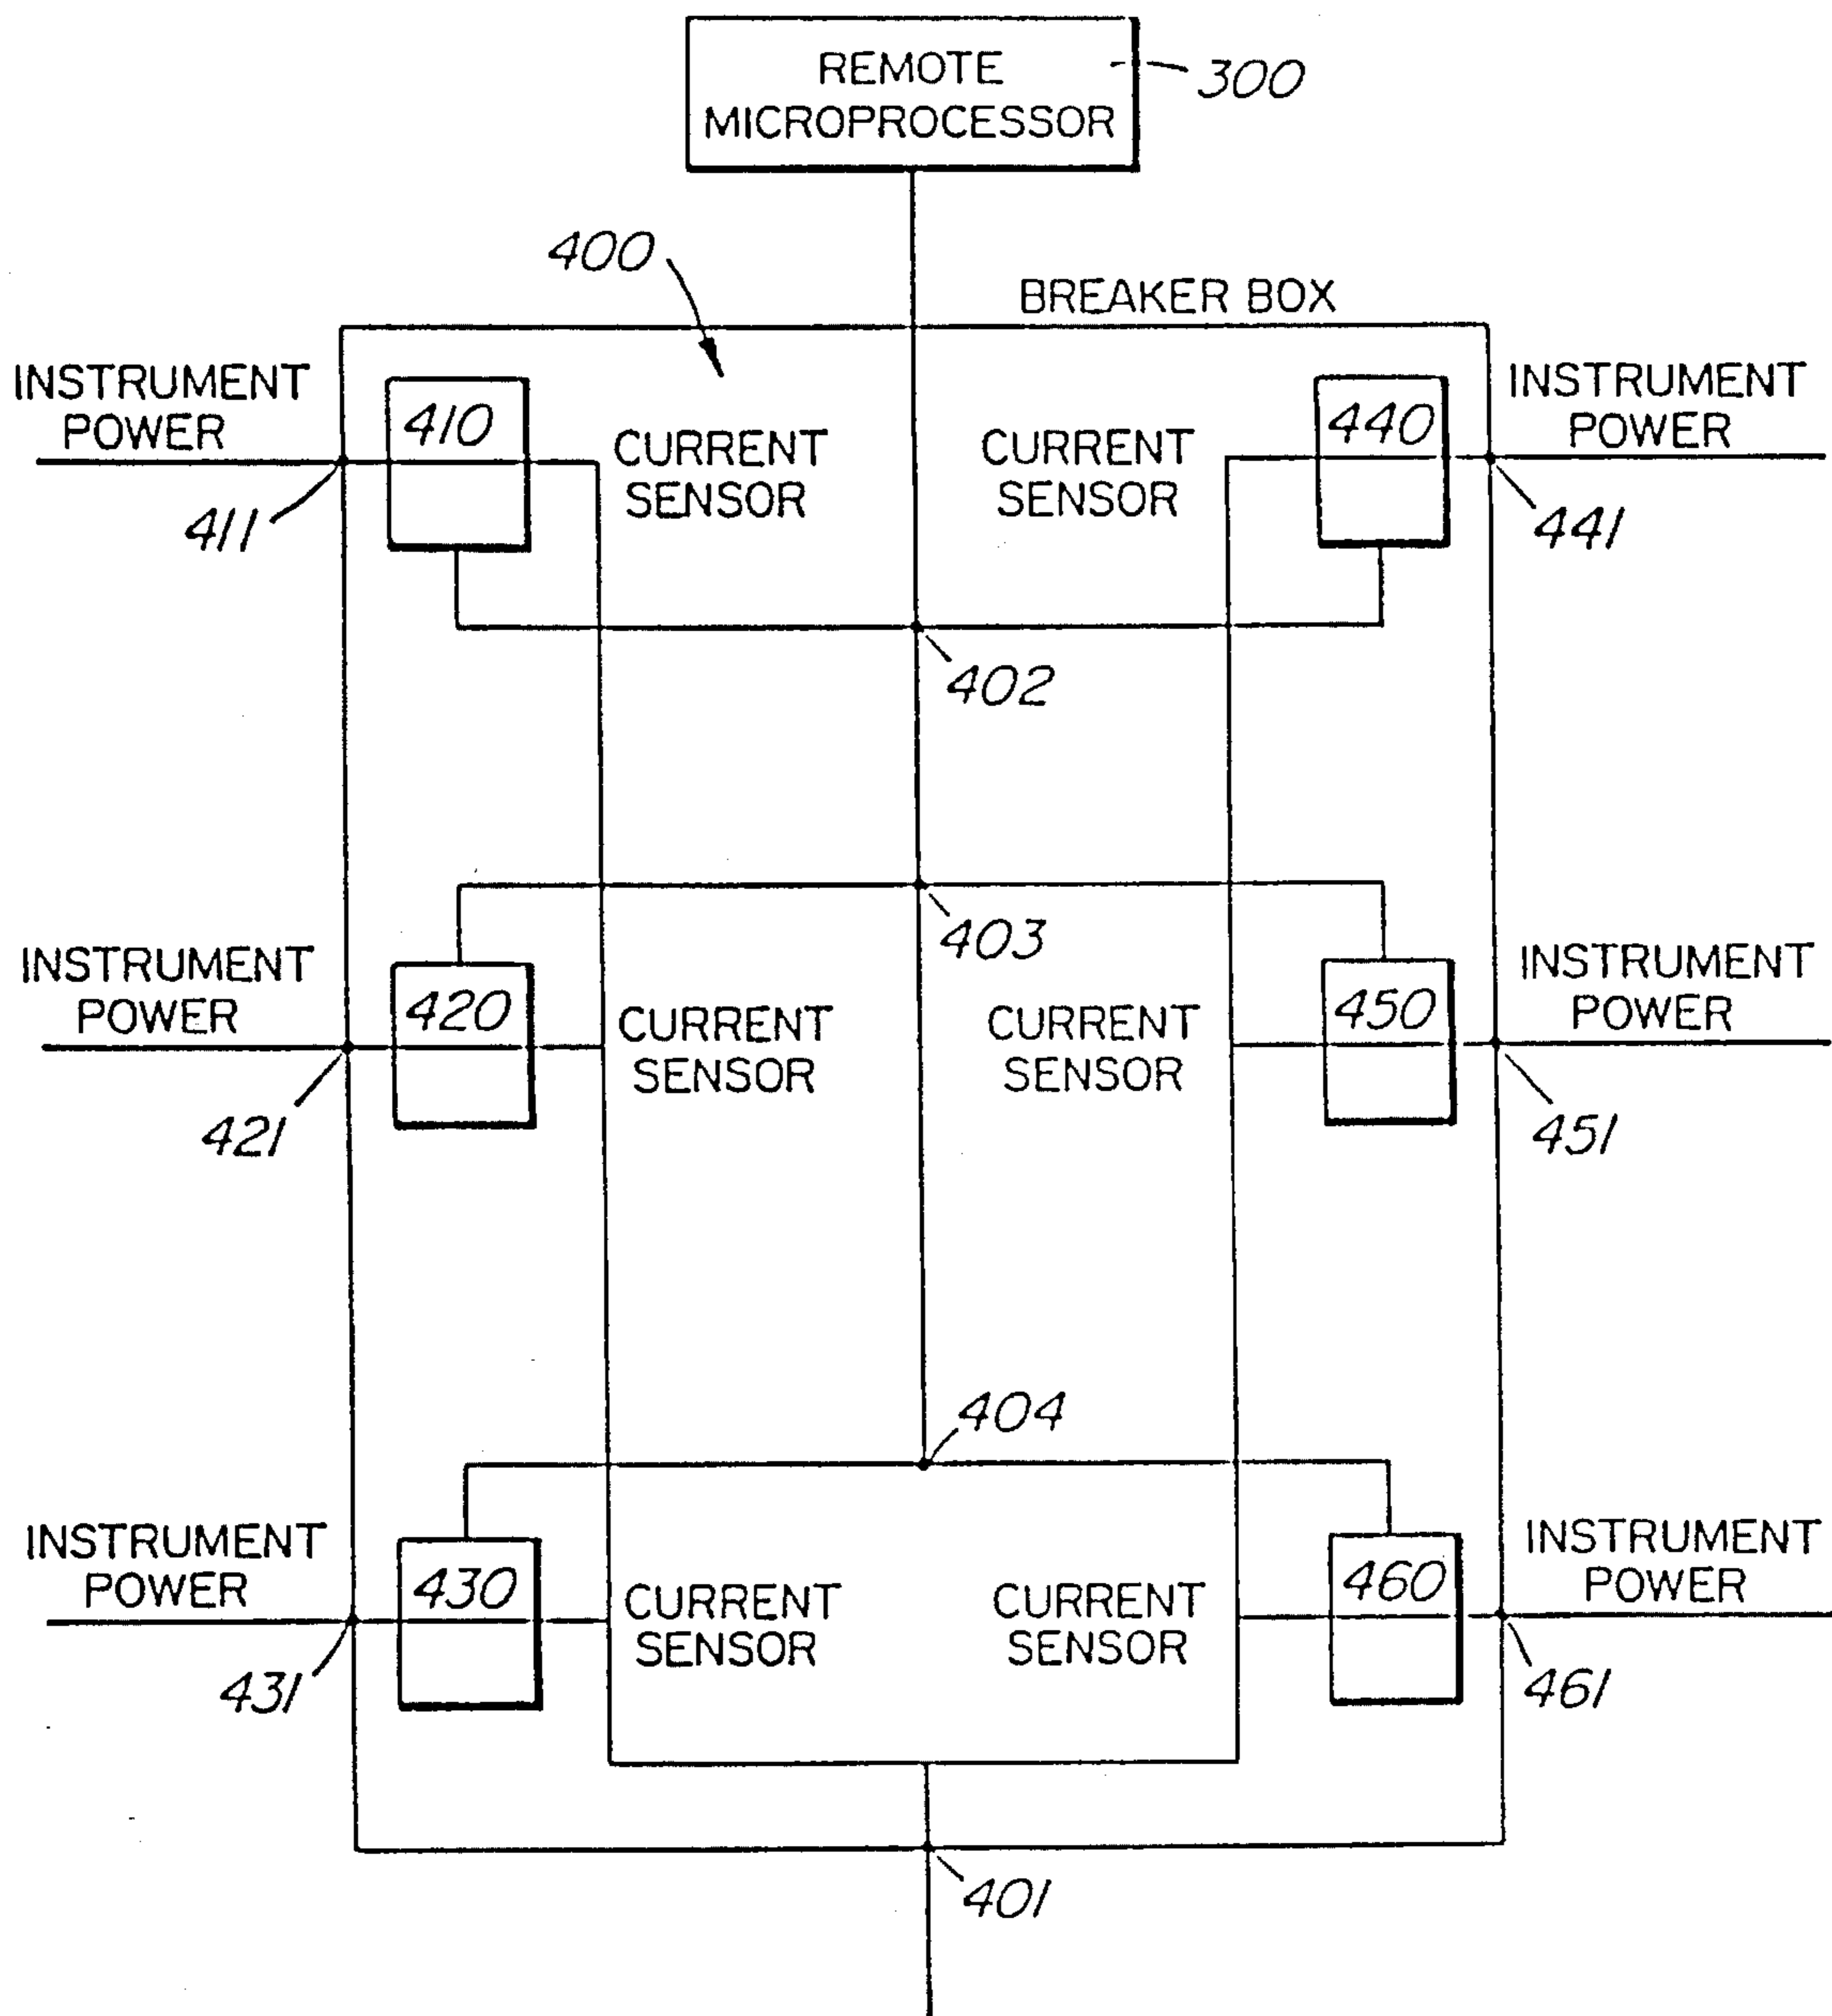 REMOTE
MICROPROCESSOR
300
400
BREAKER BOX
INSTRUMENT
POWER
410
CURRENT
SENSOR
CURRENT
SENSOR
440
INSTRUMENT
POWER
411
441
402
403
INSTRUMENT
POWER
420
CURRENT
SENSOR
CURRENT
SENSOR
450
INSTRUMENT
POWER
421
451
404
INSTRUMENT
POWER
430
CURRENT
SENSOR
CURRENT
SENSOR
460
INSTRUMENT
POWER
431
461
401